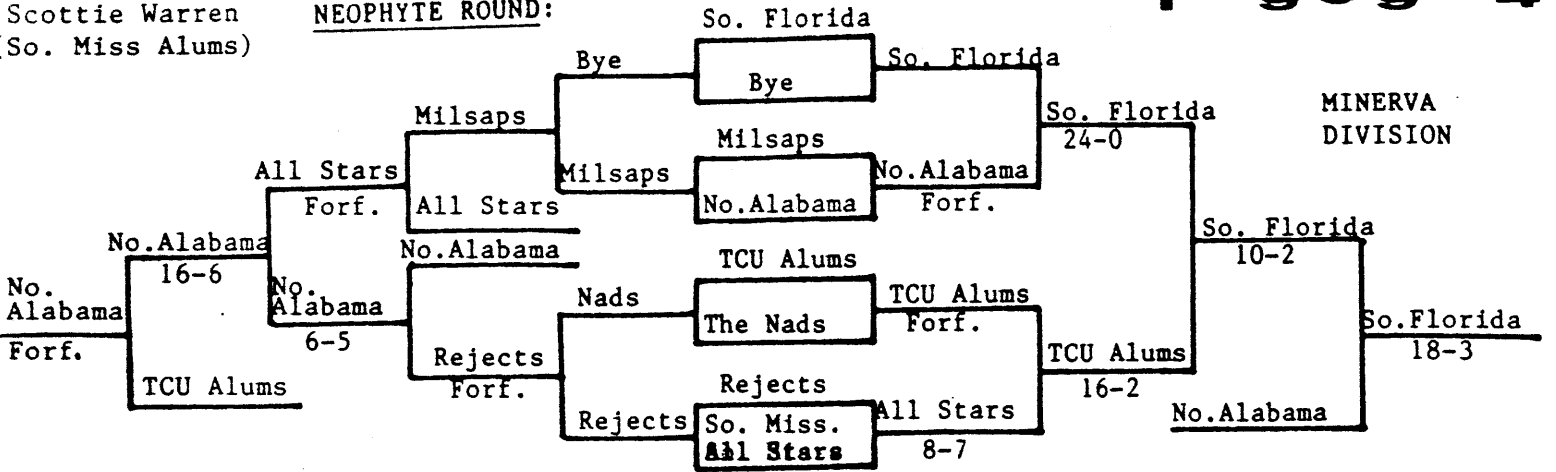 Scottie Warren
(So. Miss Alums)
NEOPHYTE ROUND:
MINERVA
DIVISION
So. Florida
Bye
Bye
So. Florida
Milsaps
So. Florida
24-0
Milsaps
All Stars
Forf.
Milsaps
No.Alabama
No.Alabama
Forf.
All Stars
So. Florida
10-2
No.Alabama
16-6
No.Alabama
TCU Alums
No.
Alabama
Forf.
No.
Alabama
6-5
Nads
The Nads
TCU Alums
Forf.
So.Florida
18-3
Rejects
Forf.
TCU Alums
16-2
TCU Alums
Rejects
Rejects
So. Miss.
All Stars
All Stars
8-7
No.Alabama